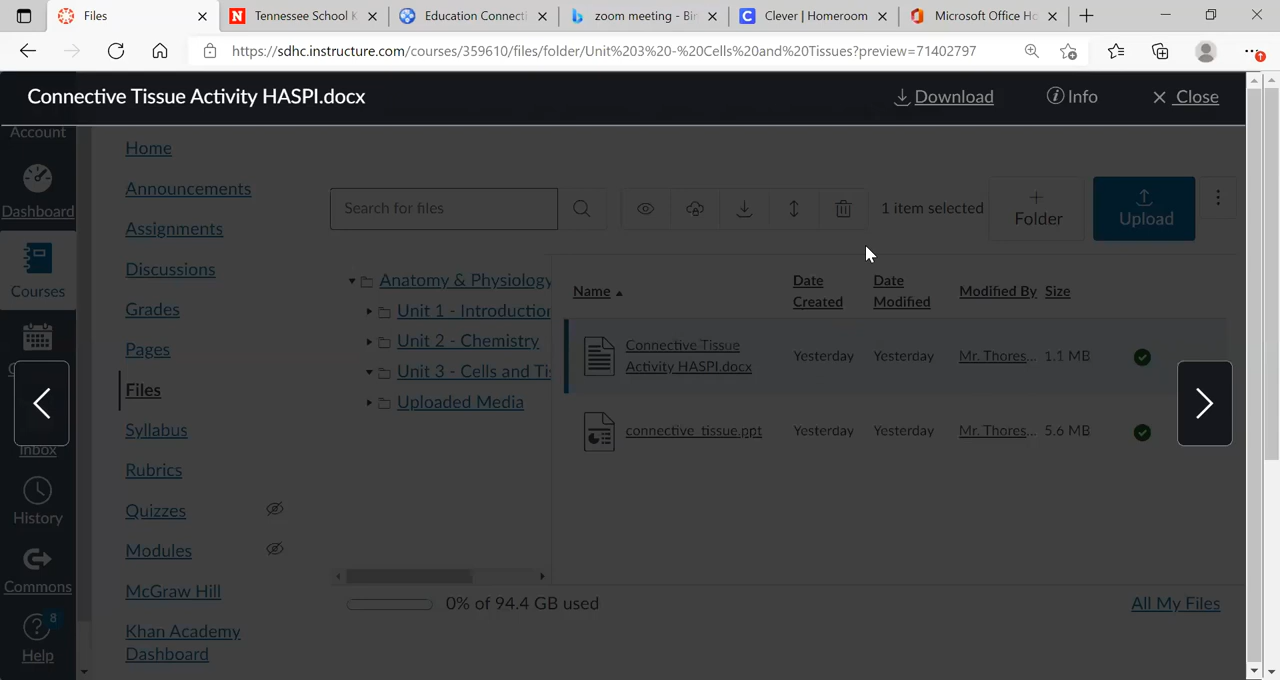 Files
Tennessee School K
Education Connecti
zoom meeting - Bin
Clever | Homeroom
Microsoft Office Ho
https://sdhc.instructure.com/courses/359610/files/folder/Unit%203%20-%20Cells%20and%20Tissues?preview=71402797
Connective Tissue Activity HASPI.docx
Download
Info
Close
Account
Dashboard
Courses
Inbox
History
Commons
8
Help
Home
Announcements
Assignments
Discussions
Grades
Pages
Files
Syllabus
Rubrics
Quizzes
Modules
McGraw Hill
Khan Academy
Dashboard
Search for files
1 item selected
+
Folder
Upload
Anatomy & Physiology
Unit 1 - Introduction
Unit 2 - Chemistry
Unit 3 - Cells and Tis
Uploaded Media
Name
Date
Created
Date
Modified
Modified By
Size
Connective Tissue
Activity HASPI.docx
Yesterday
Yesterday
Mr. Thores...
1.1 MB
connective_tissue.ppt
Yesterday
Yesterday
Mr. Thores...
5.6 MB
0% of 94.4 GB used
All My Files